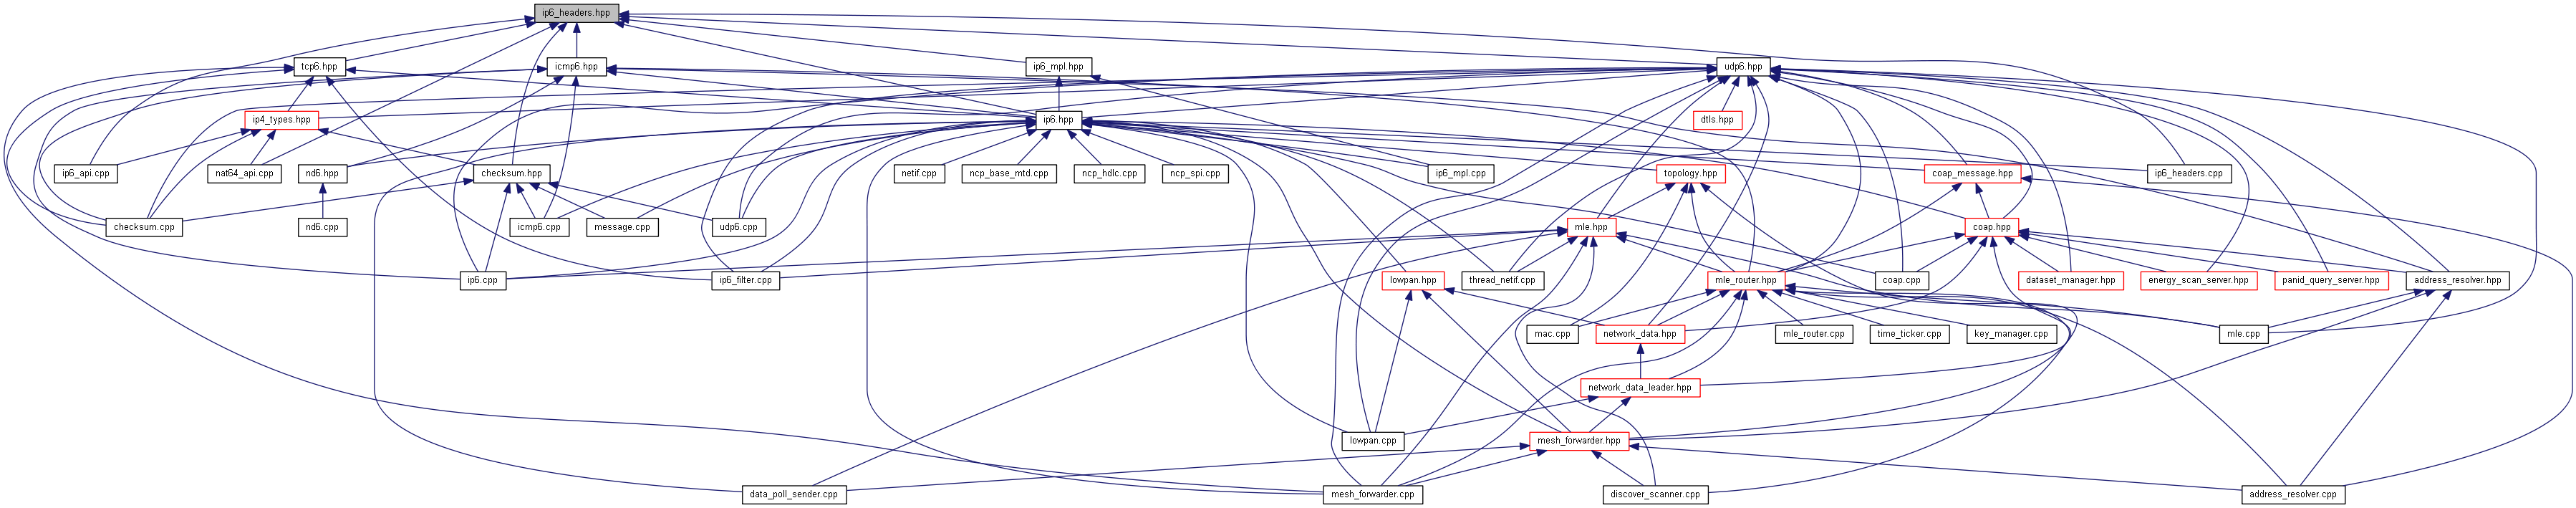 ip6_headers.hpp
tcp6.hpp
icmp6.hpp
ip6_mpl.hpp
udp6.hpp
ip4_types.hpp
ip6.hpp
dtls.hpp
ip6_api.cpp
nat64_api.cpp
nd6.hpp
checksum.hpp
netif.cpp
ncp_base_mtd.cpp
ncp_hdlc.cpp
ncp_spi.cpp
ip6_mpl.cpp
topology.hpp
coap_message.hpp
ip6_headers.cpp
checksum.cpp
nd6.cpp
icmp6.cpp
message.cpp
udp6.cpp
mle.hpp
coap.hpp
ip6.cpp
ip6_filter.cpp
lowpan.hpp
thread_netif.cpp
mle_router.hpp
coap.cpp
dataset_manager.hpp
energy_scan_server.hpp
panid_query_server.hpp
address_resolver.hpp
mac.cpp
network_data.hpp
mle_router.cpp
time_ticker.cpp
key_manager.cpp
mle.cpp
network_data_leader.hpp
lowpan.cpp
mesh_forwarder.hpp
data_poll_sender.cpp
mesh_forwarder.cpp
discover_scanner.cpp
address_resolver.cpp